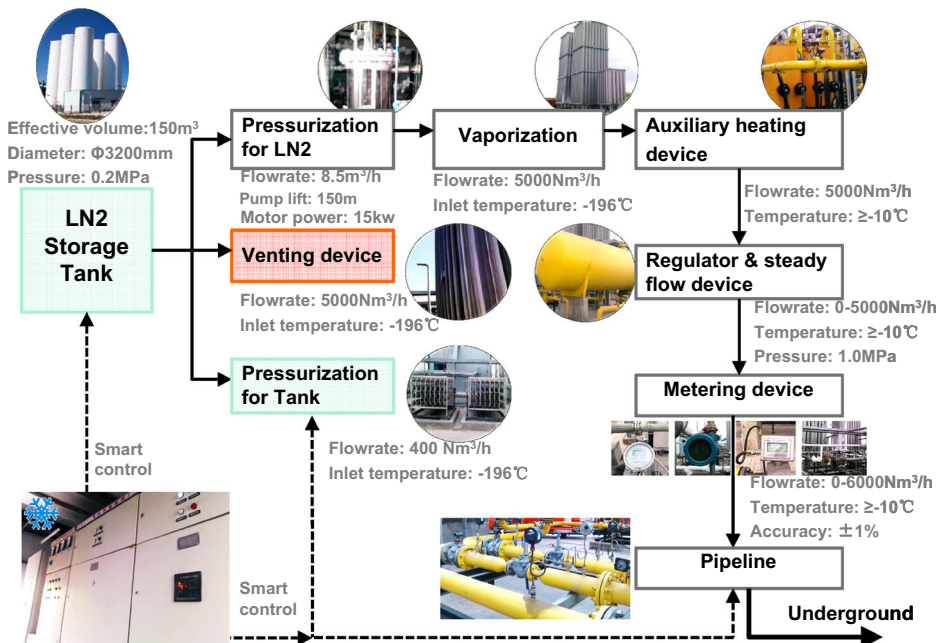 Effective volume:150m³
Diameter: Φ3200mm
Pressure: 0.2MPa
LN2
Storage
Tank
Pressurization
for LN2
Flowrate: 8.5m³/h
Pump lift: 150m
Motor power: 15kw
Vaporization
Flowrate: 5000Nm³/h
Inlet temperature: -196℃
Auxiliary heating
device
Flowrate: 5000Nm³/h
Temperature: ≥-10℃
Venting device
Flowrate: 5000Nm³/h
Inlet temperature: -196℃
Regulator & steady
flow device
Flowrate: 0-5000Nm³/h
Temperature: ≥-10℃
Pressure: 1.0MPa
Pressurization
for Tank
Flowrate: 400 Nm³/h
Inlet temperature: -196℃
Metering device
Flowrate: 0-6000Nm³/h
Temperature: ≥-10℃
Accuracy: ±1%
Smart
control
Smart
control
Pipeline
Underground